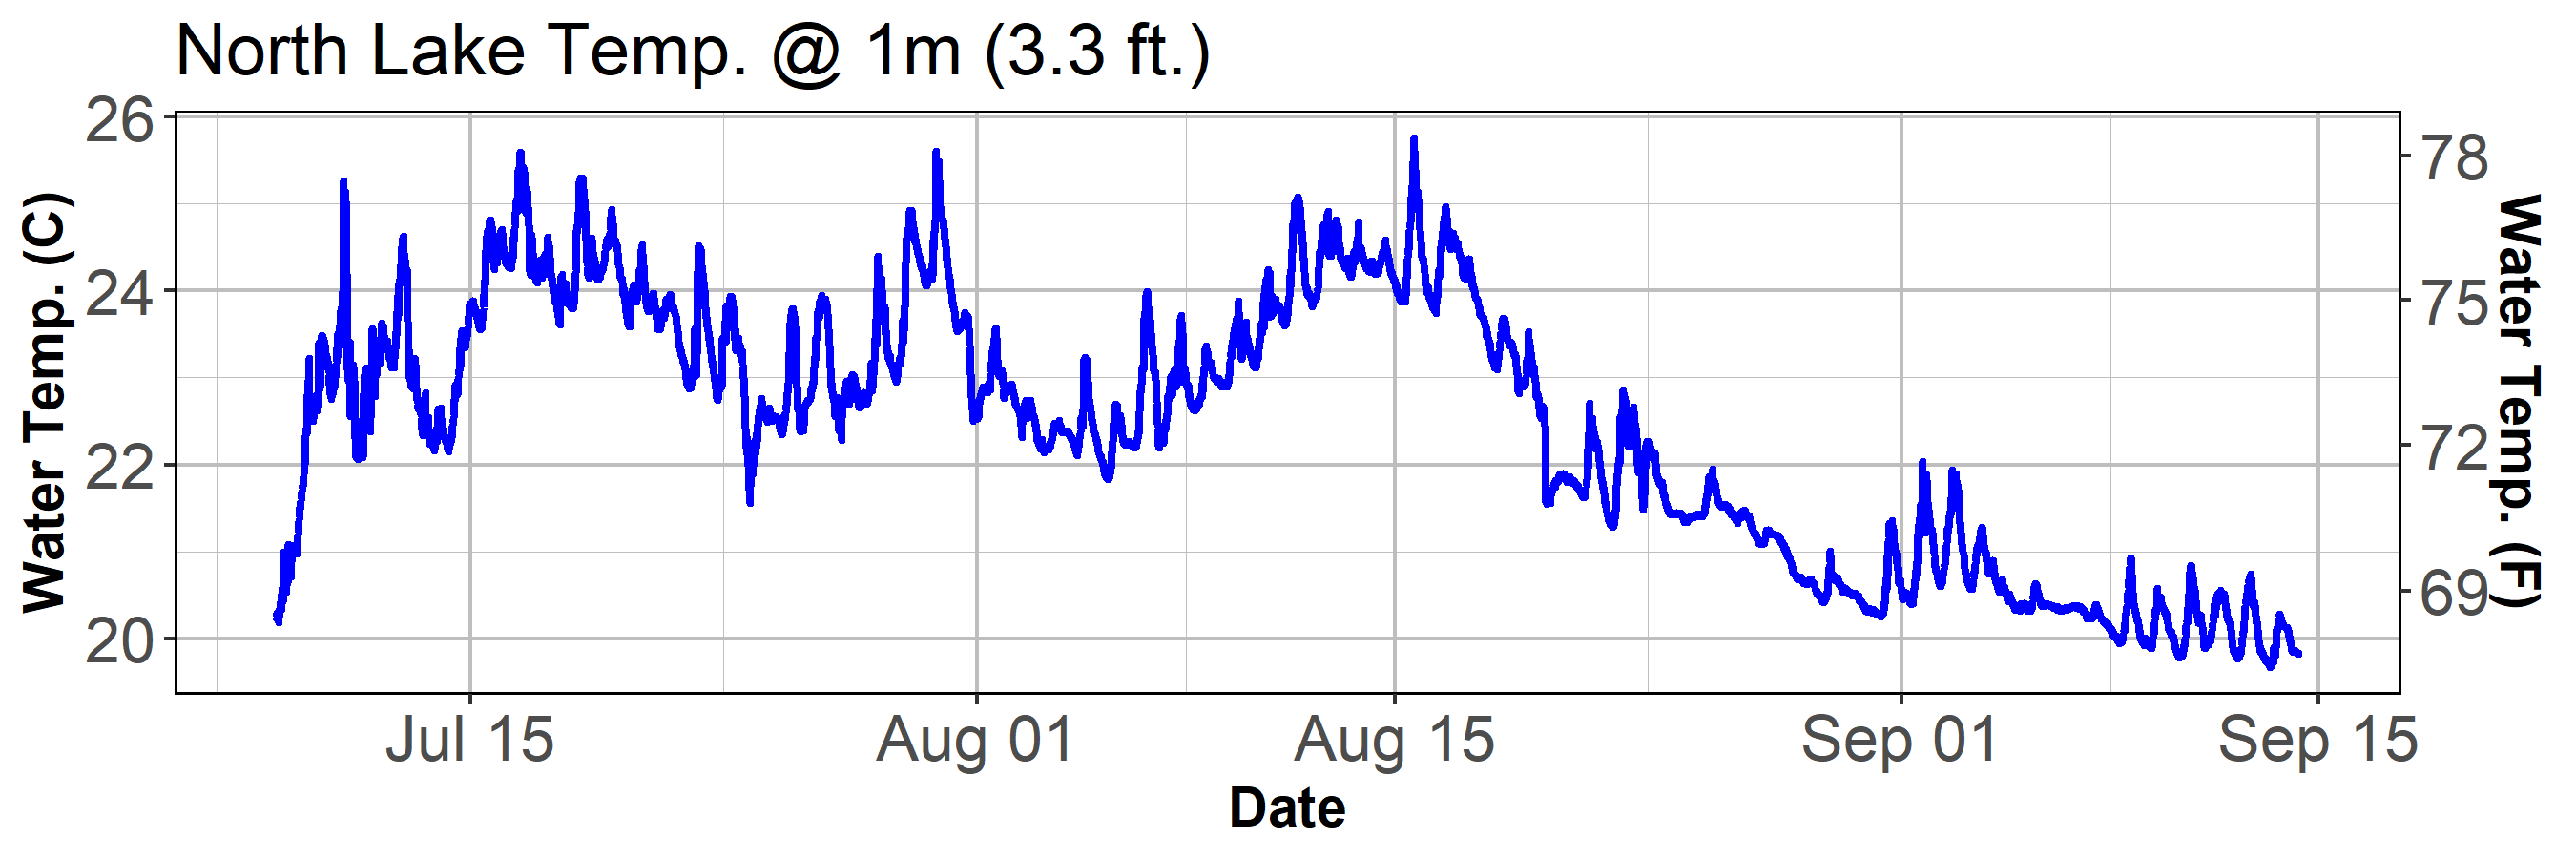 North Lake Temp. @ 1m (3.3 ft.)
26
24
22
20
Water Temp. (C)
78
75
72
69
Water Temp. (F)
Jul 15
Aug 01
Aug 15
Sep 01
Sep 15
Date